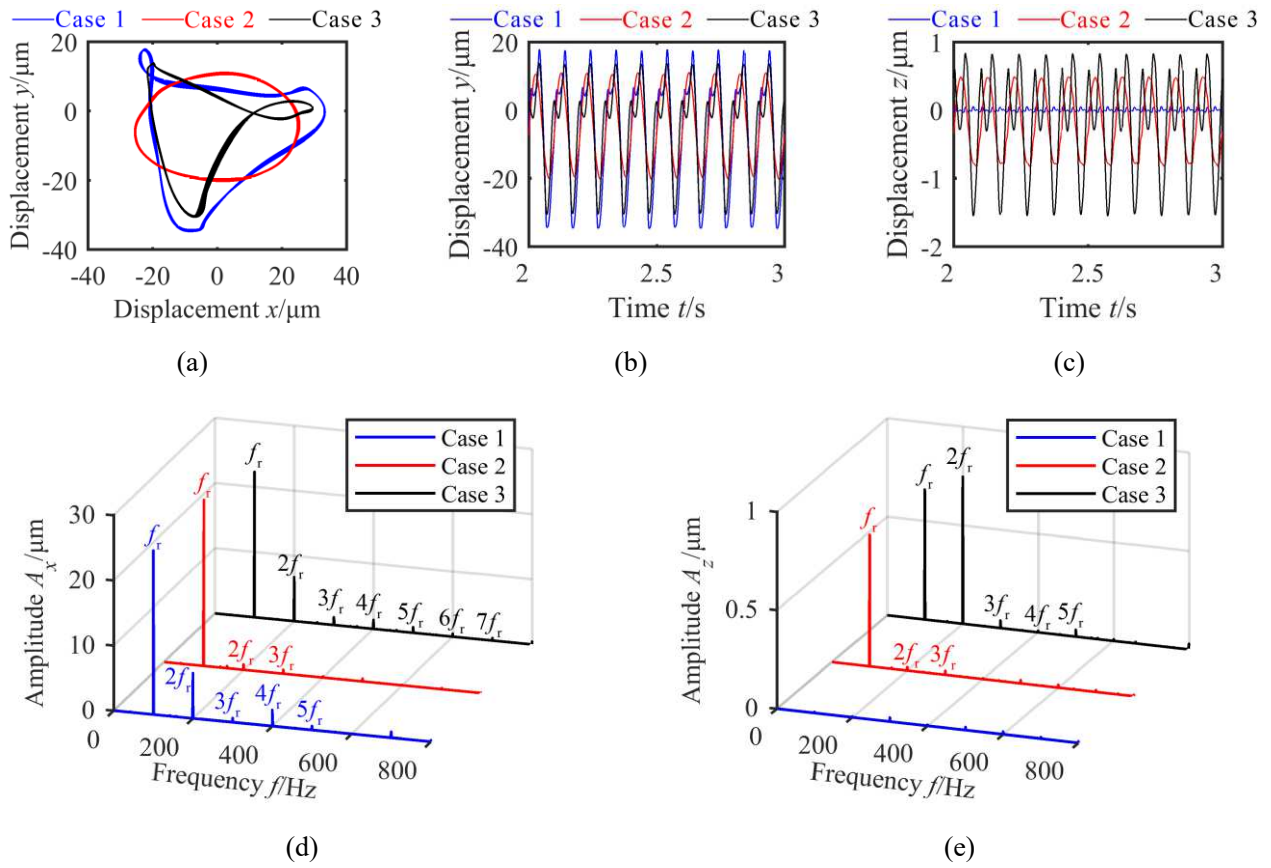 Case 1 Case 2 Case 3
20
0
-20
-40
-40 -20 0 20 40
Displacement y/μm
Displacement x/μm
(a)
Case 1 Case 2 Case 3
20
0
-20
-40
2 2.5 3
Displacement y/μm
Time t/s
(b)
Case 1 Case 2 Case 3
1
0
-1
-2
2 2.5 3
Displacement z/μm
Time t/s
(c)
Case 1
Case 2
Case 3
fr
2fr
3fr 4fr 5fr 6fr 7fr
fr
2fr 3fr
fr
2fr
3fr 4fr 5fr
30
20
10
0
0 200 400 600 800
Amplitude Ax/μm
Frequency f/Hz
(d)
Case 1
Case 2
Case 3
fr 2fr
3fr 4fr 5fr
fr
2fr 3fr
1
0.5
0
0 200 400 600 800
Amplitude Az/μm
Frequency f/Hz
(e)